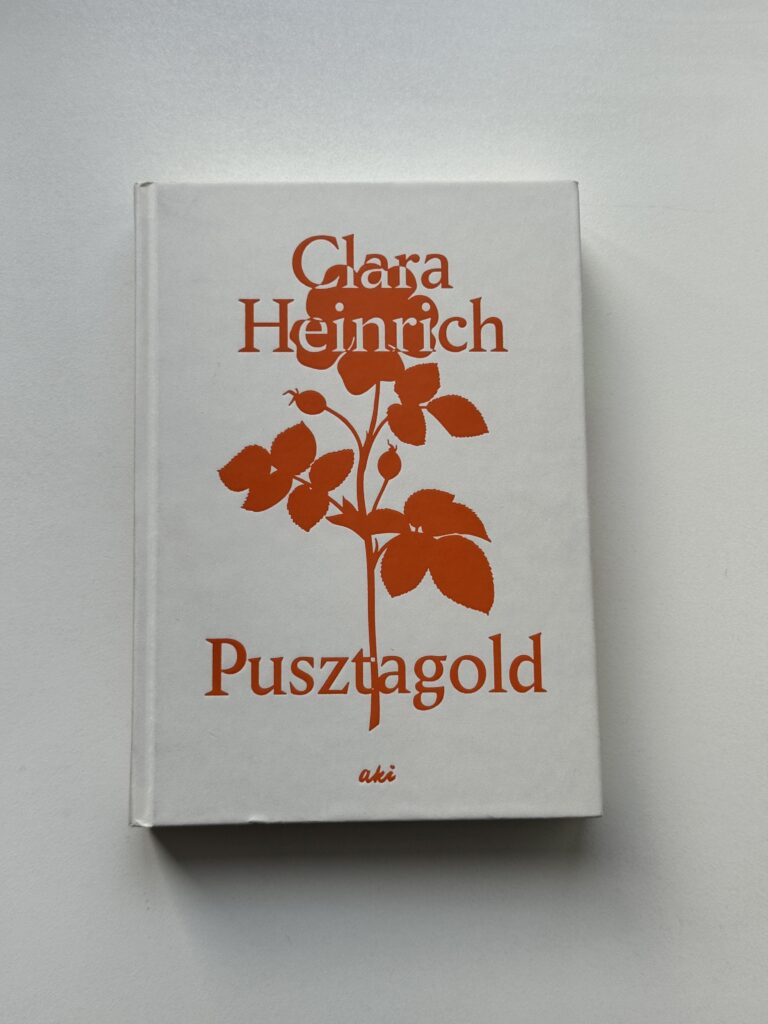 Clara
Heinrich
Pusztagold
aki